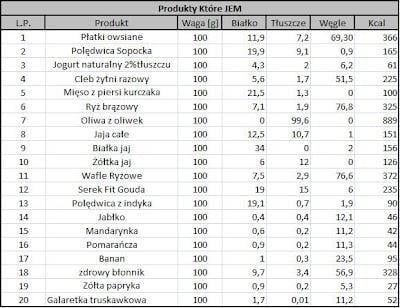 Produkty Które JEM
L.P. Produkt Waga [g] Białko Tłuszcze Węgle Kcal
1 Płatki owsiane 100 11,9 7,2 69,30 366
2 Polędwica Sopocka 100 19,9 9,1 0,9 165
3 Jogurt naturalny 2%tłuszczu 100 4,3 2 6,2 61
4 Cleb żytni razowy 100 5,6 1,7 51,5 225
5 Mięso z piersi kurczaka 100 21,5 1,3 0 100
6 Ryż brązowy 100 7,1 1,9 76,8 325
7 Oliwa z oliwek 100 0 99,6 0 889
8 Jaja całe 100 12,5 10,7 1 151
9 Białka jaj 100 34 0 2 156
10 Żółtka jaj 100 6 12 0 126
11 Wafle Ryżowe 100 7,5 2,9 76,6 372
12 Serek Fit Gouda 100 19 15 6 235
13 Polędwica z indyka 100 19,1 0,7 1,9 90
14 Jabłko 100 0,4 0,4 12,1 46
15 Mandarynka 100 0,6 0,2 11,2 42
16 Pomarańcza 100 0,9 0,2 11,3 44
17 Banan 100 1 0,3 23,5 95
18 zdrowy błonnik 100 9,7 3,4 56,9 328
19 Żółta papryka 100 0,9 0,2 5,3 27
20 Galaretka truskawkowa 100 1,7 0,01 11,2 52